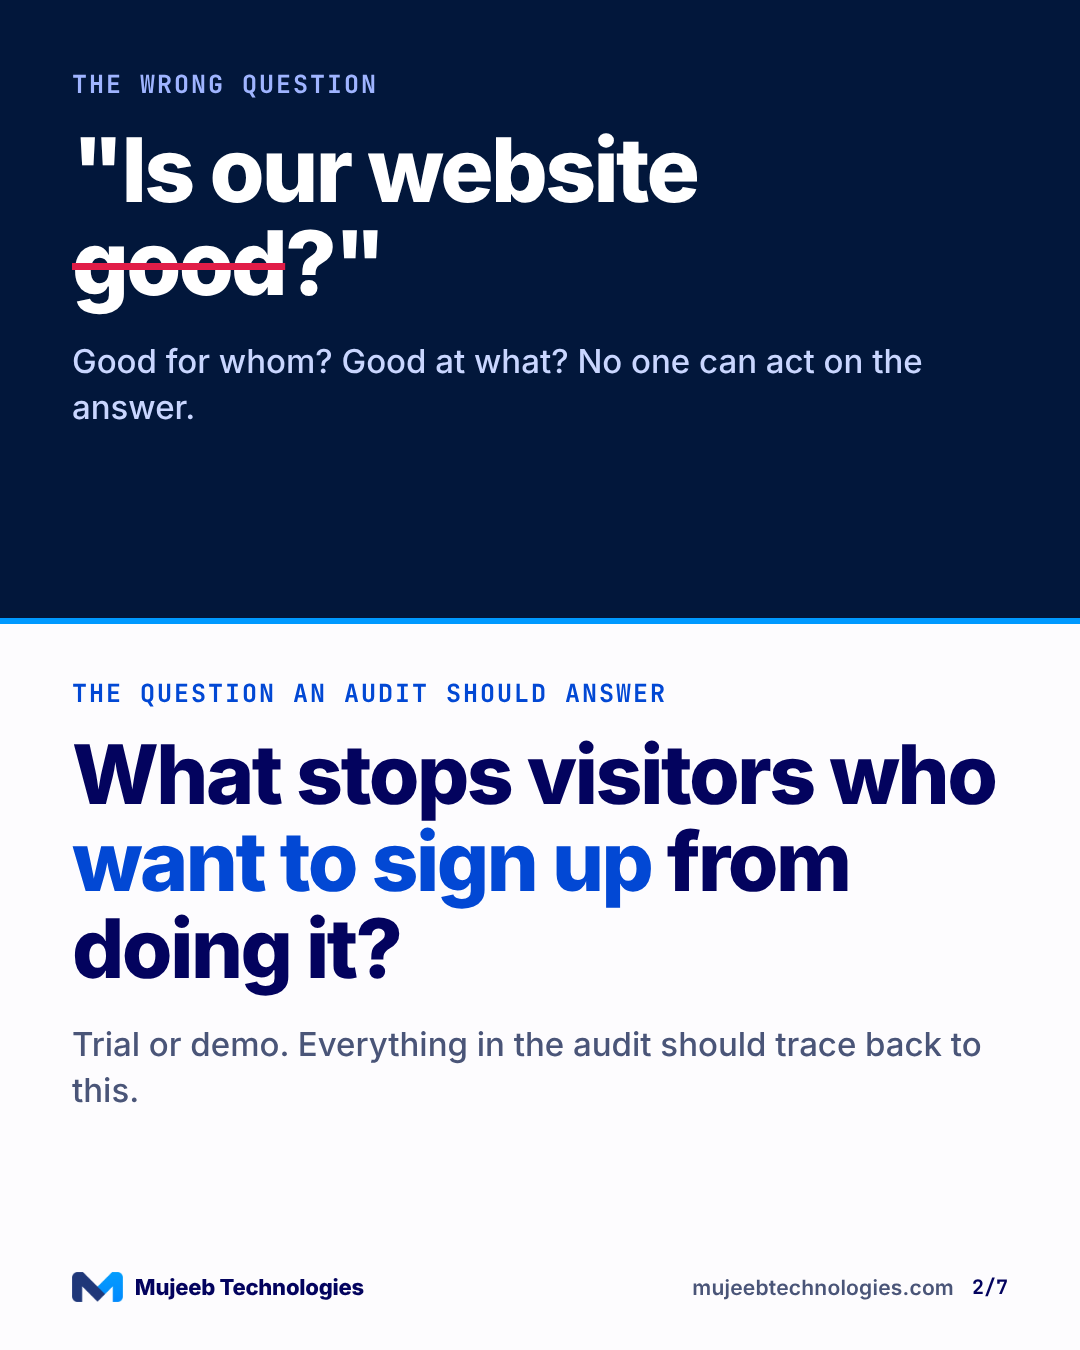 THE WRONG QUESTION
"Is our website
good?"
Good for whom? Good at what? No one can act on the
answer.
THE QUESTION AN AUDIT SHOULD ANSWER
What stops visitors who
want to sign up from
doing it?
Trial or demo. Everything in the audit should trace back to
this.
Mujeeb Technologies
mujeebtechnologies.com 2/7